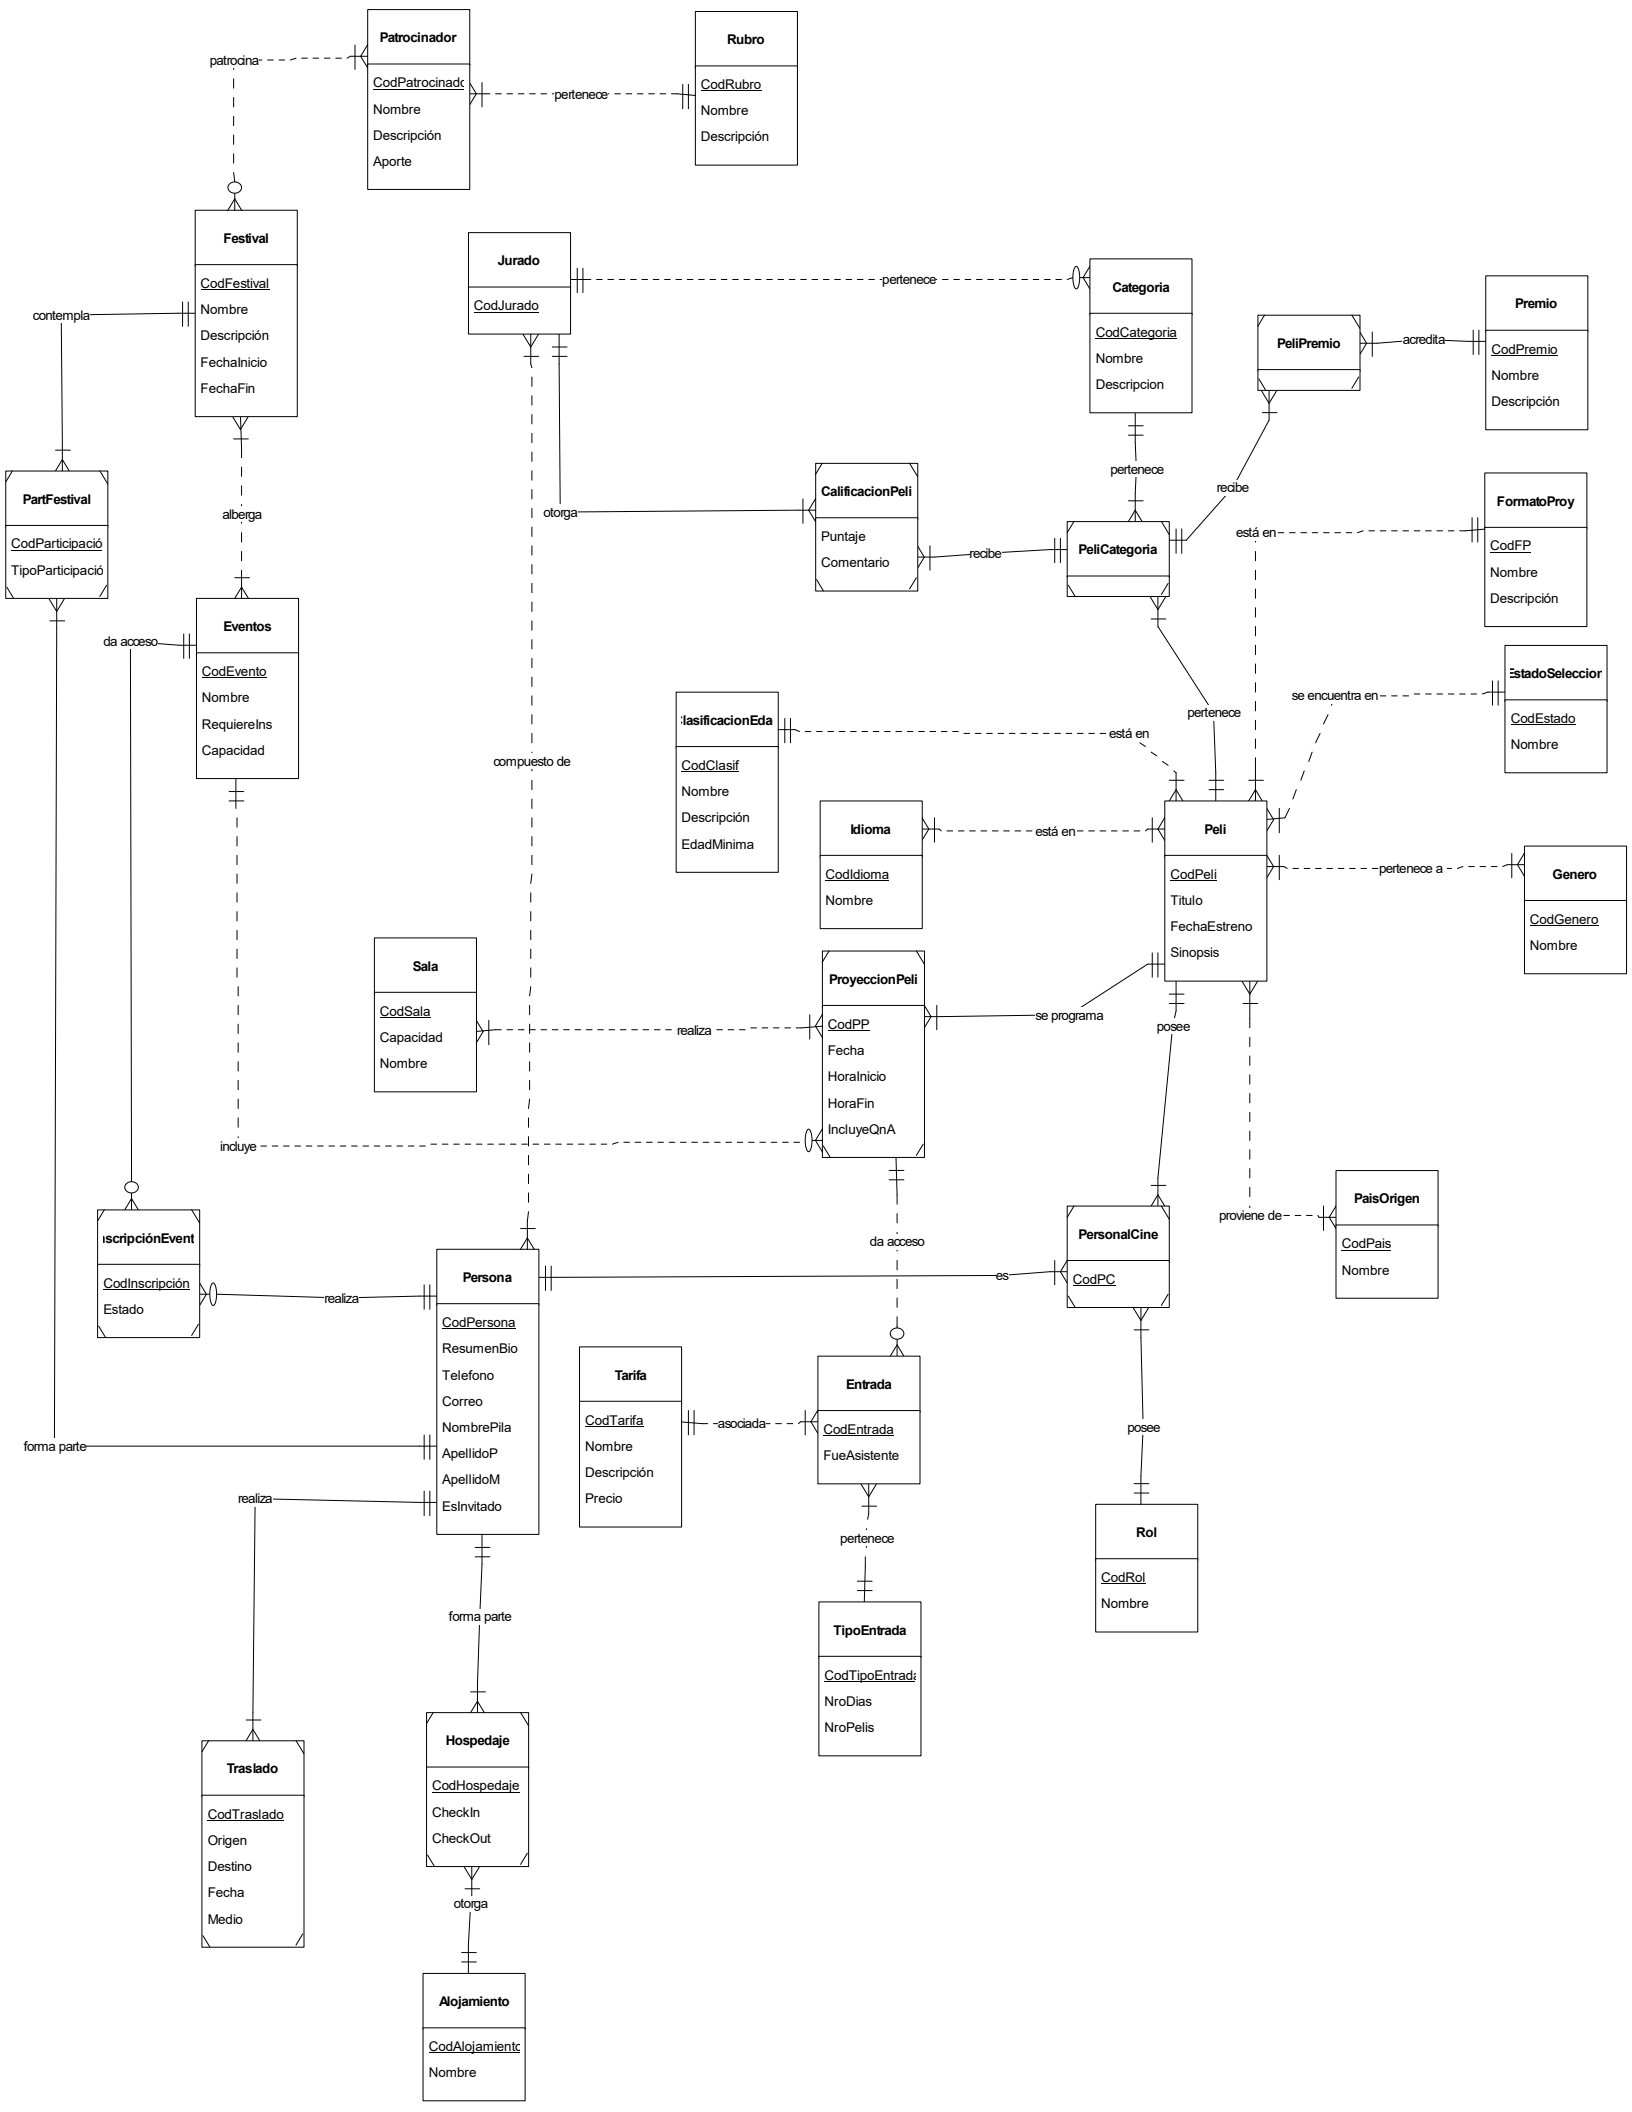 Patrocinador
CodPatrocinadc
Nombre
Descripción
Aporte
Rubro
CodRubro
Nombre
Descripción
patrocina
pertenece
Festival
CodFestival
Nombre
Descripción
FechaInicio
FechaFin
Jurado
CodJurado
pertenece
Categoria
CodCategoria
Nombre
Descripcion
PeliPremio
acredita
Premio
CodPremio
Nombre
Descripción
contempla
PartFestival
CodParticipació
TipoParticipació
alberga
otorga
CalificacionPeli
Puntaje
Comentario
recibe
pertenece
PeliCategoria
recibe
está en
FormatoProy
CodFP
Nombre
Descripción
da acceso
Eventos
CodEvento
Nombre
RequiereIns
Capacidad
compuesto de
lasificacionEda
CodClasif
Nombre
Descripción
EdadMinima
está en
pertenece
se encuentra en
EstadoSeleccior
CodEstado
Nombre
Idioma
CodIdioma
Nombre
está en
Peli
CodPeli
Titulo
FechaEstreno
Sinopsis
pertenece a
Genero
CodGenero
Nombre
Sala
CodSala
Capacidad
Nombre
realiza
ProyeccionPeli
CodPP
Fecha
HoraInicio
HoraFin
IncluyeQnA
se programa
posee
incluye
proviene de
PaisOrigen
CodPais
Nombre
nscripciónEvent
CodInscripción
Estado
realiza
Persona
CodPersona
ResumenBio
Telefono
Correo
NombrePila
ApellidoP
ApellidoM
EsInvitado
da acceso
es
PersonalCine
CodPC
Tarifa
CodTarifa
Nombre
Descripción
Precio
asociada
Entrada
CodEntrada
FueAsistente
posee
forma parte
realiza
pertenece
Rol
CodRol
Nombre
forma parte
TipoEntrada
CodTipoEntrada
NroDias
NroPelis
Traslado
CodTraslado
Origen
Destino
Fecha
Medio
Hospedaje
CodHospedaje
CheckIn
CheckOut
otorga
Alojamiento
CodAlojamientc
Nombre